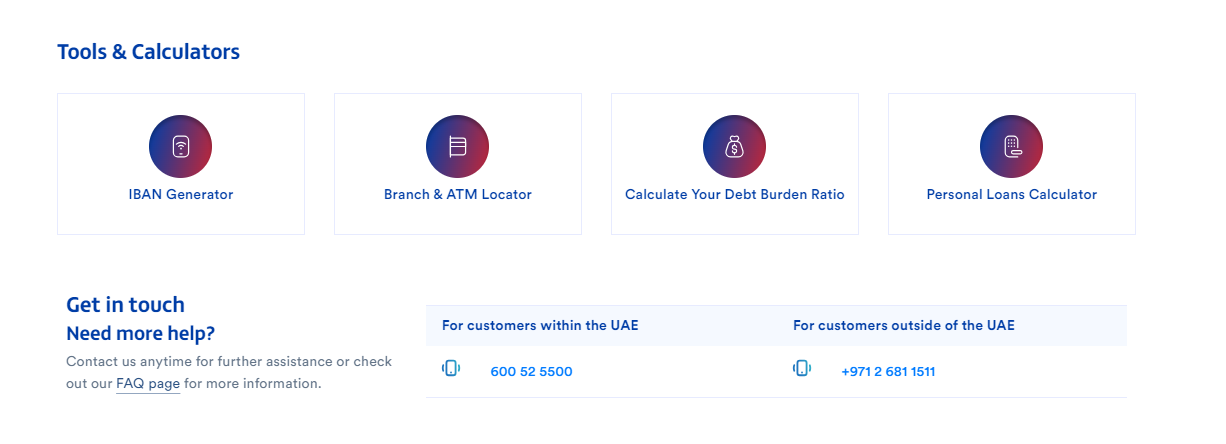 Tools & Calculators
IBAN Generator
Branch & ATM Locator
Calculate Your Debt Burden Ratio
Personal Loans Calculator
Get in touch
Need more help?
Contact us anytime for further assistance or check
out our FAQ page for more information.
For customers within the UAE
For customers outside of the UAE
600 52 5500
+971 2 681 1511